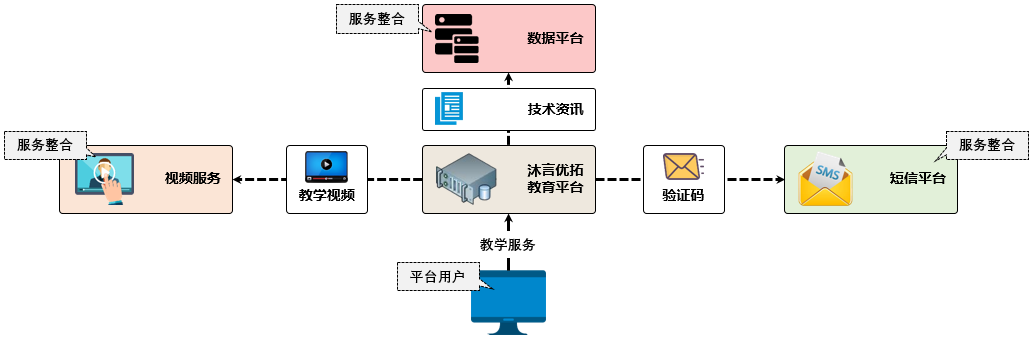 服务整合
数据平台
技术资讯
服务整合
视频服务
教学视频
沐言优拓
教育平台
验证码
服务整合
SMS
短信平台
教学服务
平台用户